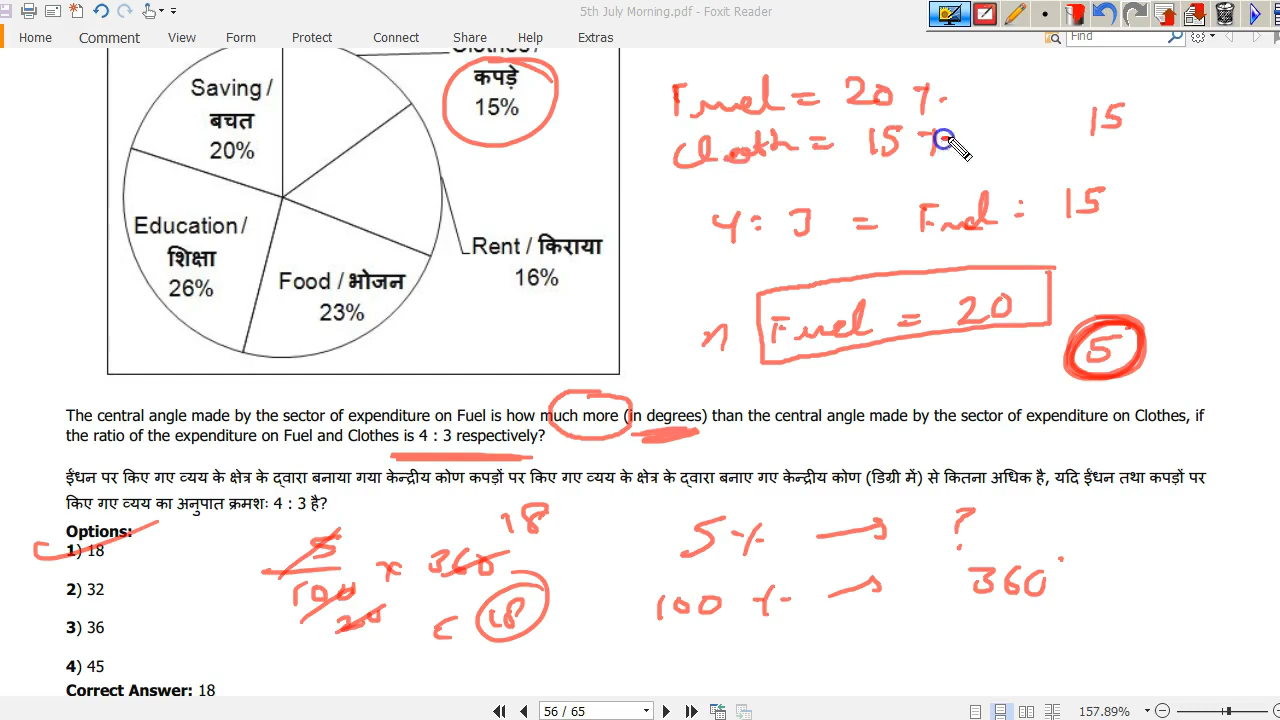 5th July Morning.pdf - Foxit Reader
Home Comment View Form Protect Connect Share Help Extras
Find
Clothes /
कपड़े
15%
Saving /
बचत
20%
Education /
शिक्षा
26%
Food / भोजन
23%
Rent / किराया
16%
Fuel = 20 %
Cloth = 15 %
15
4 : 3 = Fuel : 15
Fuel = 20
5
The central angle made by the sector of expenditure on Fuel is how much more (in degrees) than the central angle made by the sector of expenditure on Clothes, if
the ratio of the expenditure on Fuel and Clothes is 4 : 3 respectively?
ईंधन पर किए गए व्यय के क्षेत्र के द्वारा बनाया गया केन्द्रीय कोण कपड़ों पर किए गए व्यय के क्षेत्र के द्वारा बनाए गए केन्द्रीय कोण (डिग्री में) से कितना अधिक है, यदि ईंधन तथा कपड़ों पर
किए गए व्यय का अनुपात क्रमशः 4 : 3 है?
Options:
1) 18
2) 32
3) 36
4) 45
Correct Answer: 18
18
5
100 × 360
20
18
5 % → ?
100 % → 360
56 / 65
157.89%